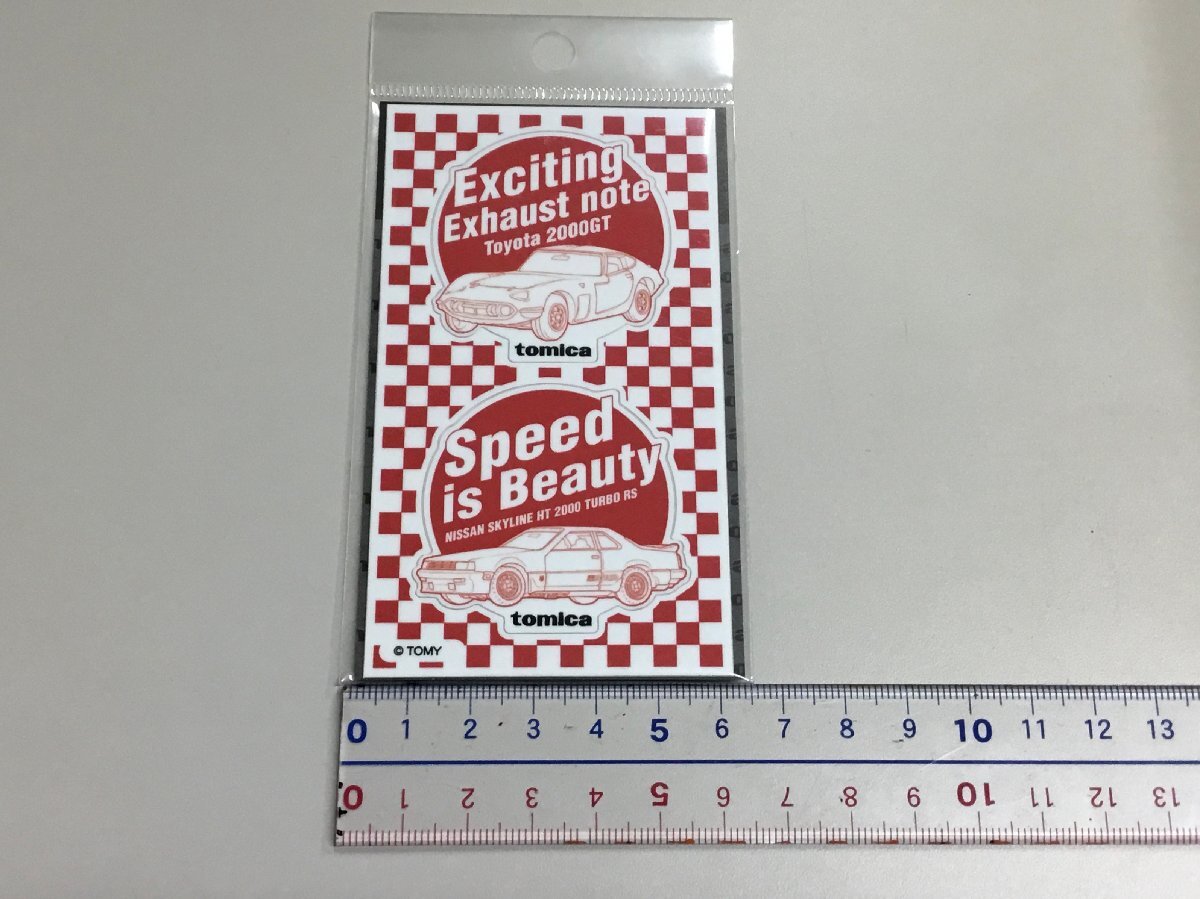 Exciting
Exhaust note
Toyota 2000GT
tomica
Speed
is Beauty
NISSAN SKYLINE HT 2000 TURBO RS
tomica
© TOMY
0 1 2 3 4 5 6 7 8 9 10 11 12 13
0 1 2 3 4 5 6 7 8 9 10 11 12 13